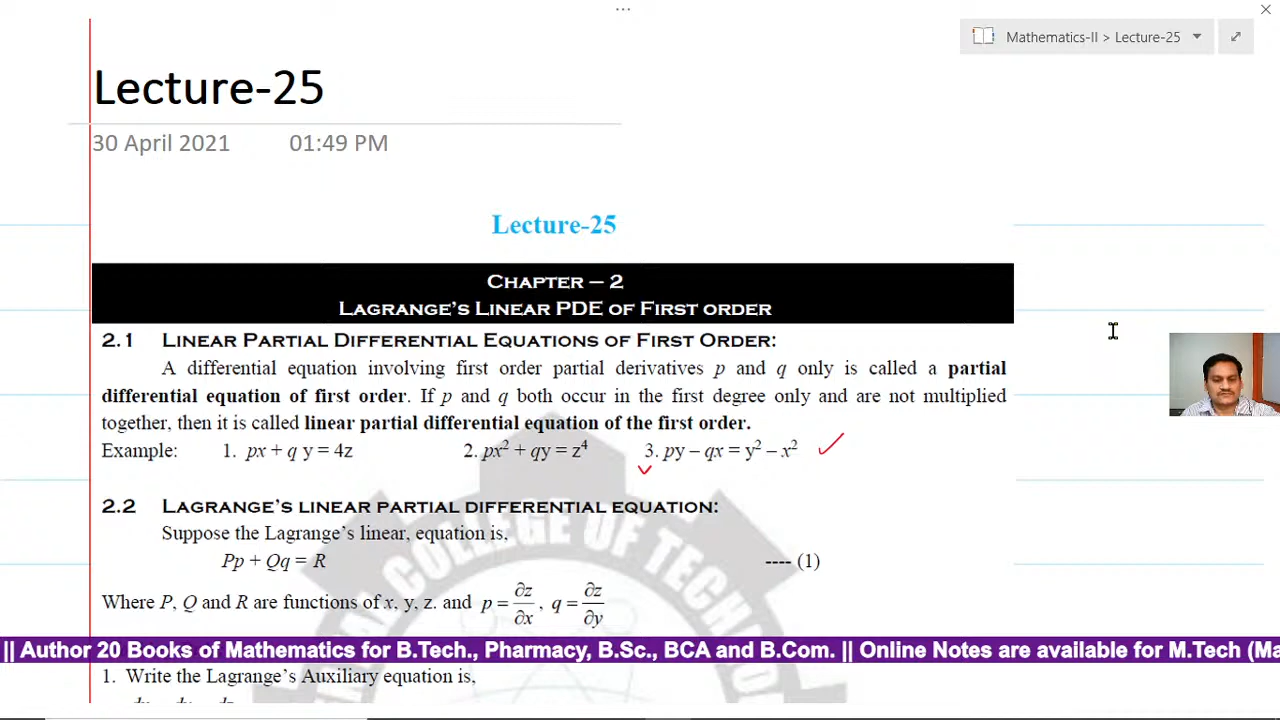 Mathematics-II > Lecture-25
Lecture-25
30 April 2021 01:49 PM
Lecture-25
CHAPTER – 2
LAGRANGE'S LINEAR PDE OF FIRST ORDER
2.1 LINEAR PARTIAL DIFFERENTIAL EQUATIONS OF FIRST ORDER:
A differential equation involving first order partial derivatives p and q only is called a partial
differential equation of first order. If p and q both occur in the first degree only and are not multiplied
together, then it is called linear partial differential equation of the first order.
Example: 1. px + q y = 4z 2. px² + qy = z⁴ 3. py – qx = y² – x²
2.2 LAGRANGE'S LINEAR PARTIAL DIFFERENTIAL EQUATION:
Suppose the Lagrange's linear, equation is,
Pp + Qq = R ---- (1)
Where P, Q and R are functions of x, y, z. and p = ∂z/∂x , q = ∂z/∂y
|| Author 20 Books of Mathematics for B.Tech., Pharmacy, B.Sc., BCA and B.Com. || Online Notes are available for M.Tech (Ma
1. Write the Lagrange's Auxiliary equation is,